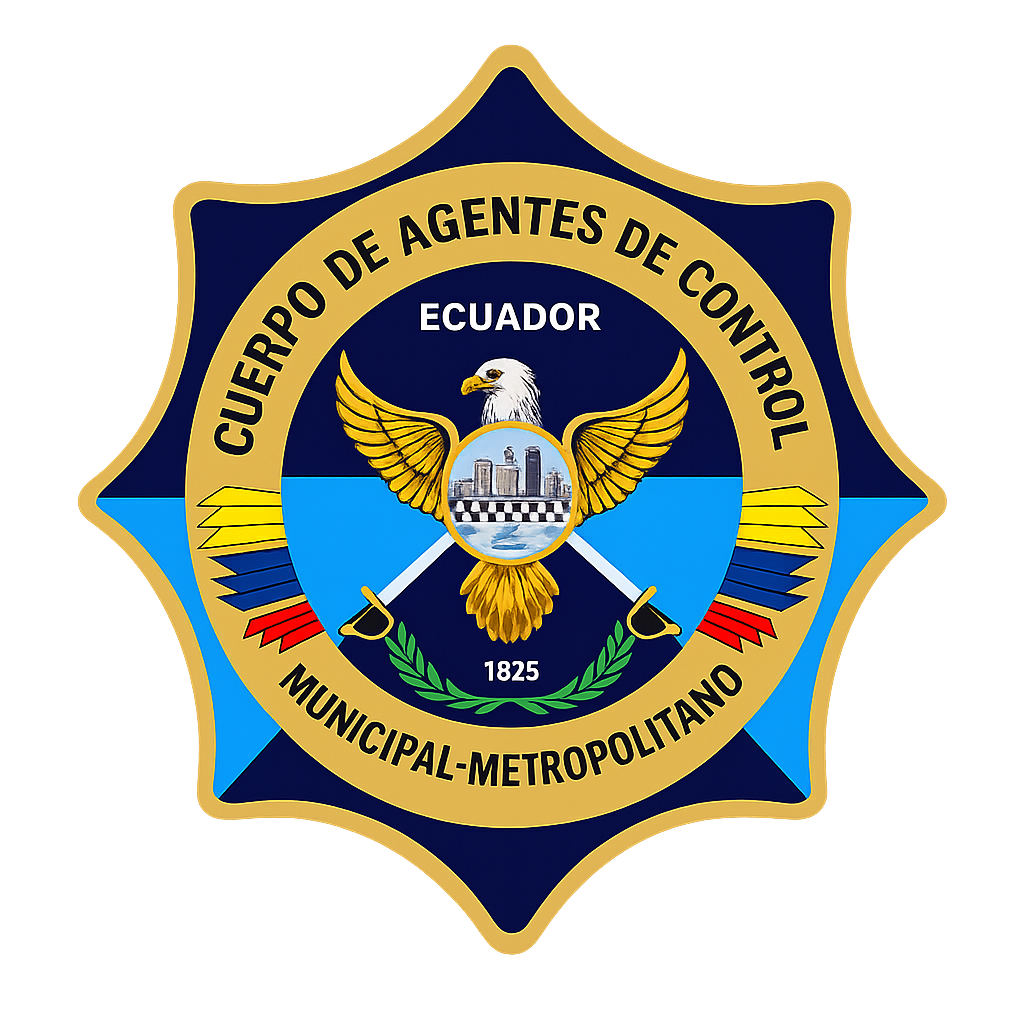 CUERPO DE AGENTES DE CONTROL
ECUADOR
1825
MUNICIPAL-METROPOLITANO